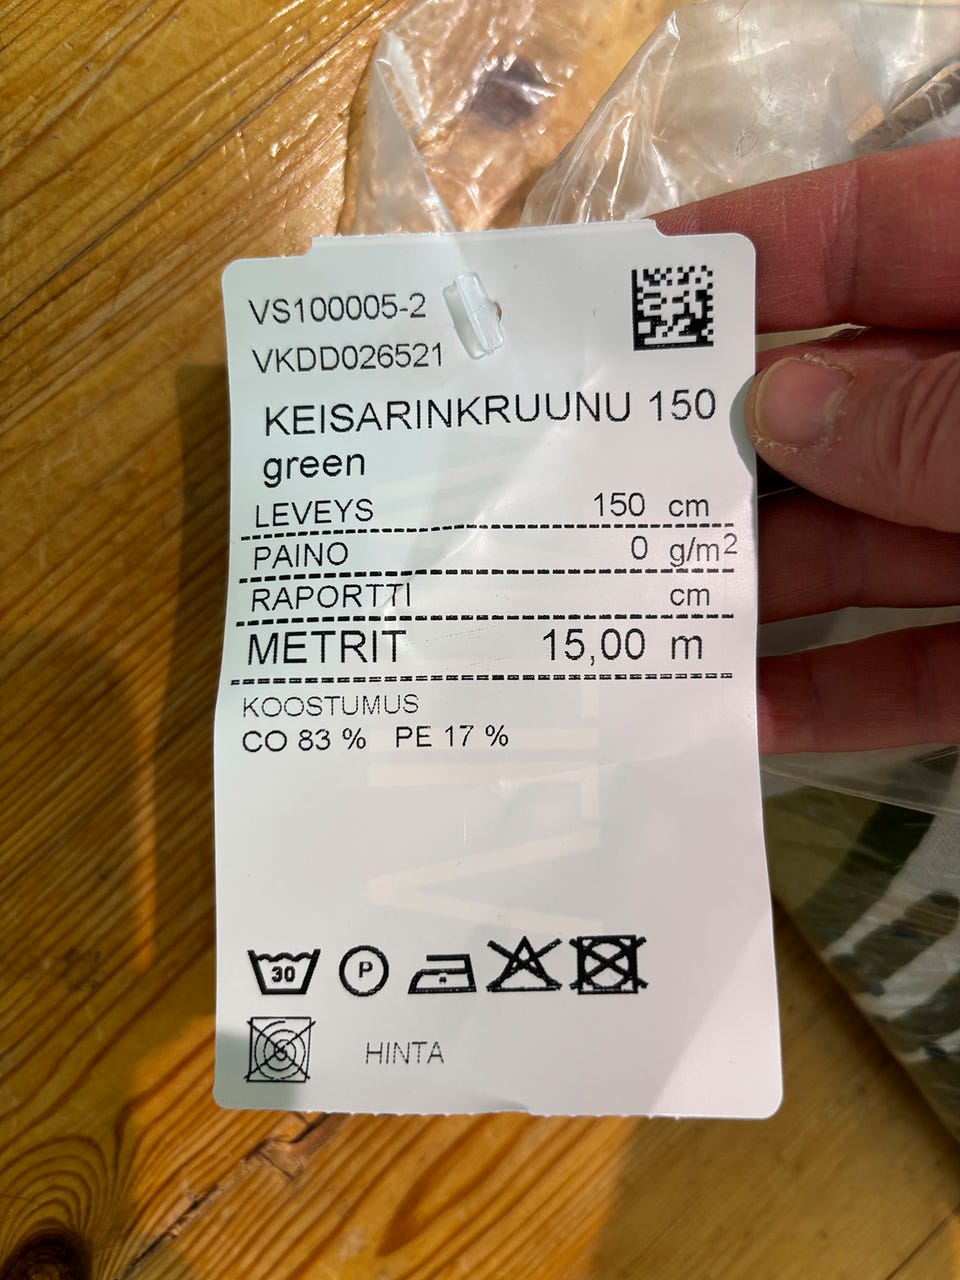 VS100005-2
VKDD026521
KEISARINKRUUNU 150
green
LEVEYS 150 cm
PAINO 0 g/m2
RAPORTTI cm
METRIT 15,00 m
KOOSTUMUS
CO 83 % PE 17 %
30 P
HINTA